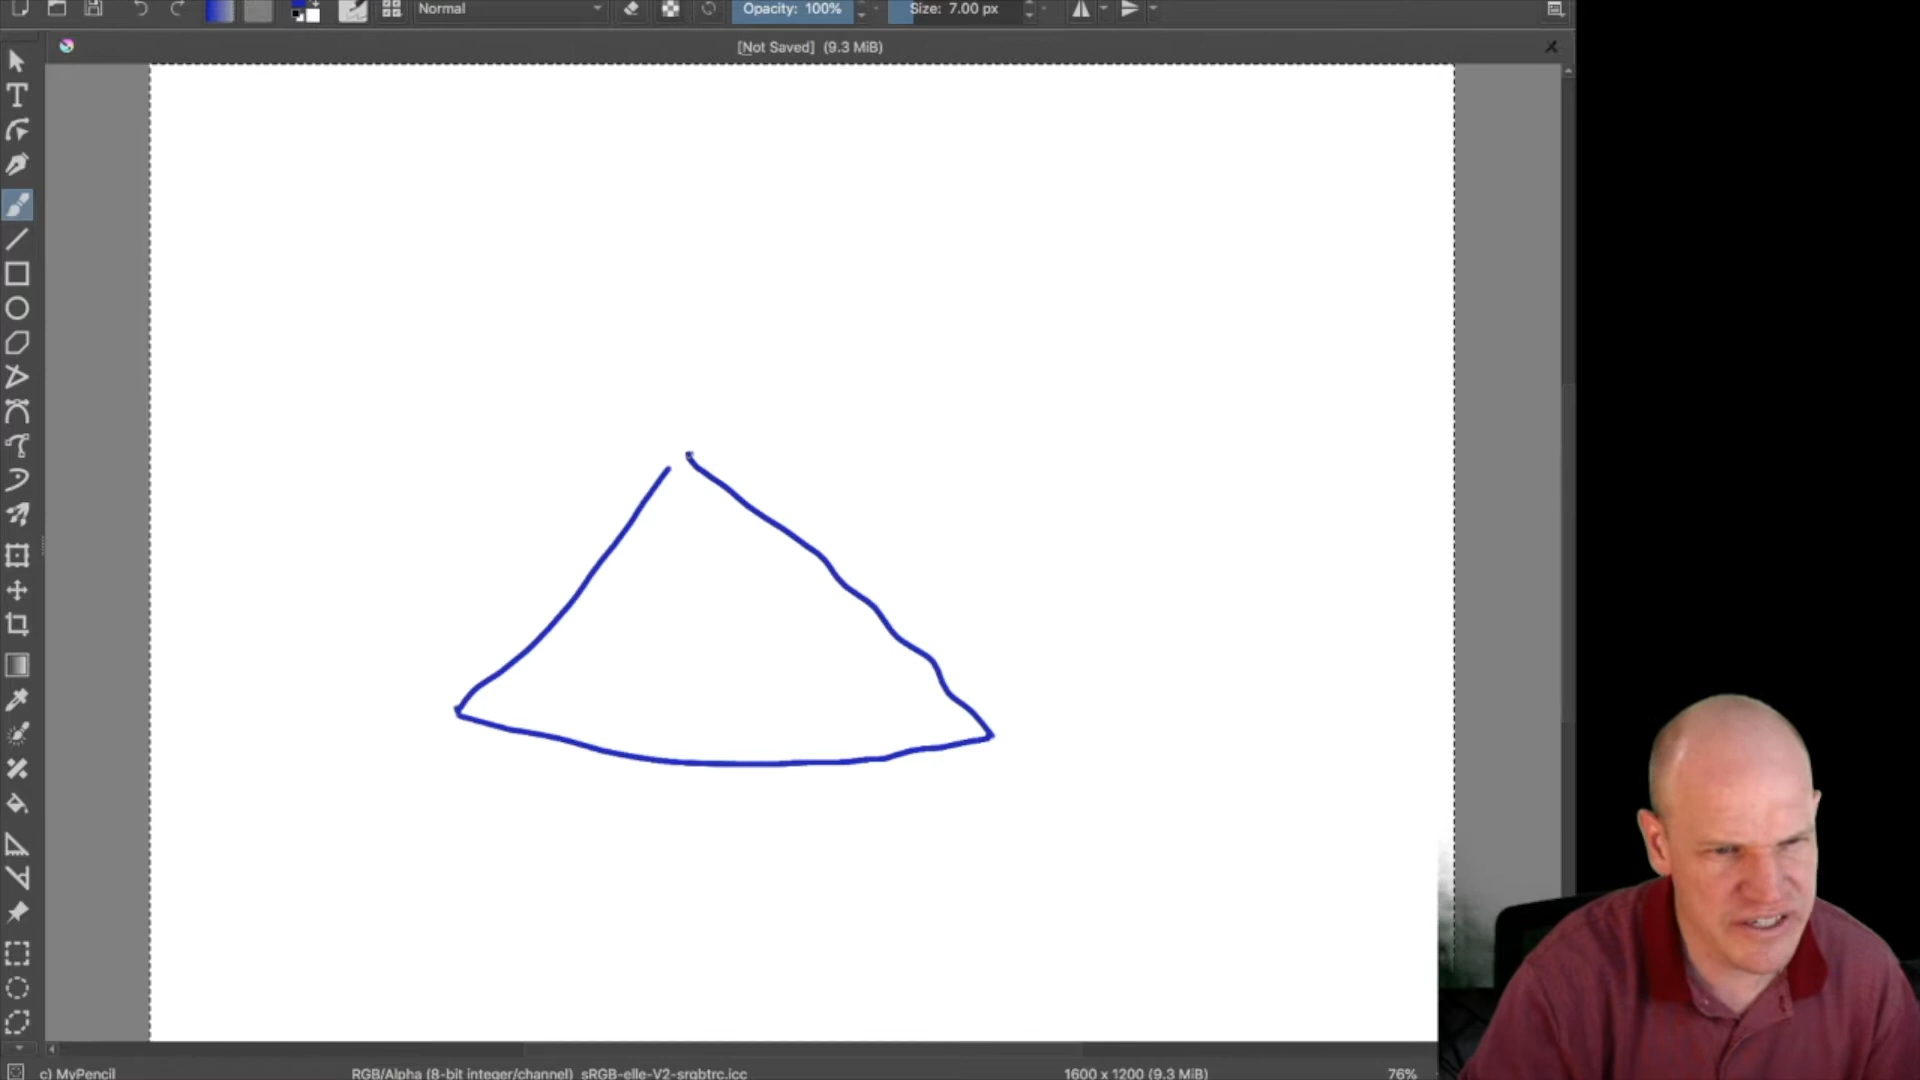 Normal
Opacity: 100%
Size: 7.00 px
[Not Saved] (9.3 MiB)
c) MyPencil
RGB/Alpha (8-bit integer/channel) sRGB-elle-V2-srgbtrc.icc
1600 x 1200 (9.3 MiB)
76%